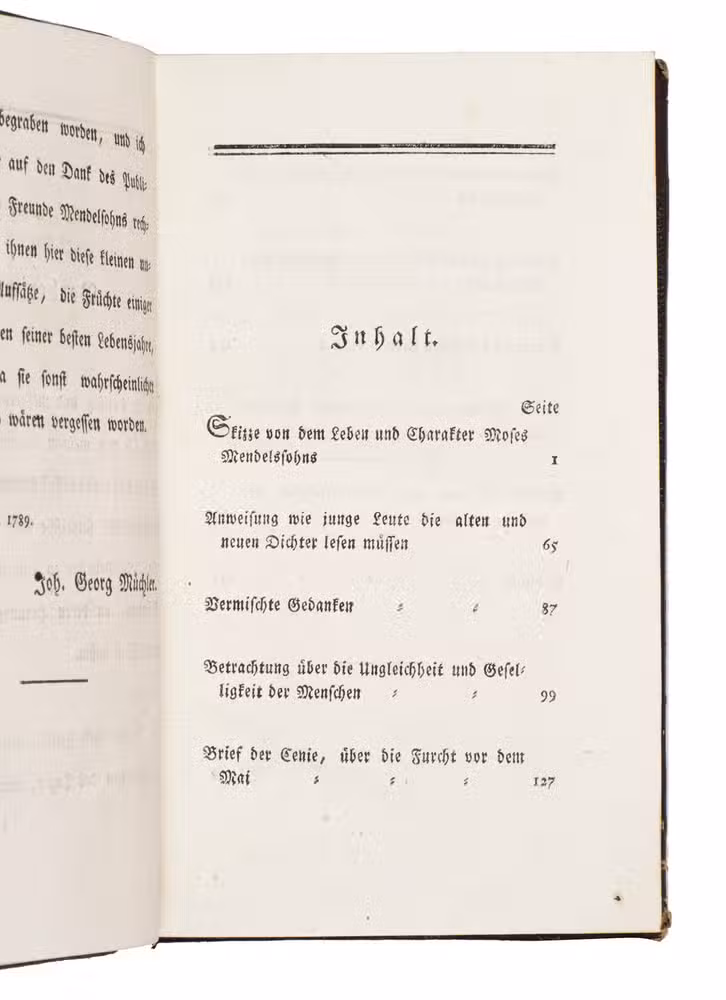 begraben worden, und ich
auf den Dank des Publi-
Freunde Mendelsohns rech-
ihnen hier diese kleinen un-
Aufsätze, die Früchte einiger
en seiner besten Lebensjahre,
a sie sonst wahrscheinlicher
wären vergessen worden.
1789.
Joh. Georg Müchler.
Inhalt.
Seite
Skizze von dem Leben und Charakter Moses
Mendelssohns 1
Anweisung wie junge Leute die alten und
neuen Dichter lesen müssen 65
Vermischte Gedanken = = 87
Betrachtung über die Ungleichheit und Gesel=
ligkeit der Menschen = = 99
Brief der Cenie, über die Furcht vor dem
Mai = = = 127